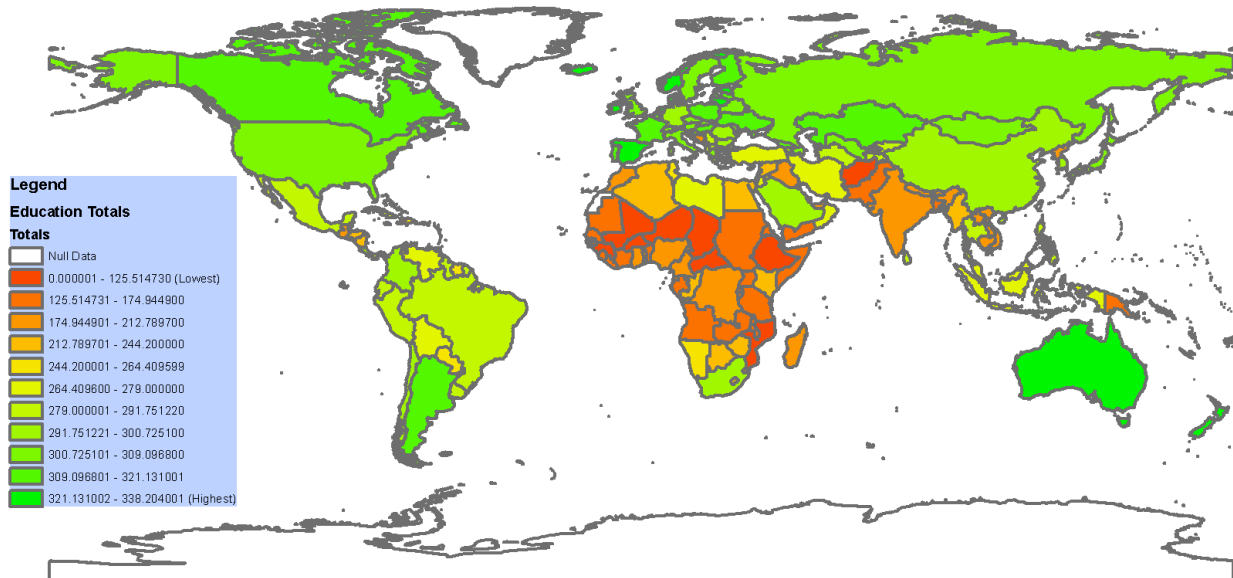 Legend
Education Totals
Totals
Null Data
0.000001 - 125.514730 (Lowest)
125.514731 - 174.944900
174.944901 - 212.789700
212.789701 - 244.200000
244.200001 - 264.409599
264.409600 - 279.000000
279.000001 - 291.751220
291.751221 - 300.725100
300.725101 - 309.096800
309.096801 - 321.131001
321.131002 - 338.204001 (Highest)